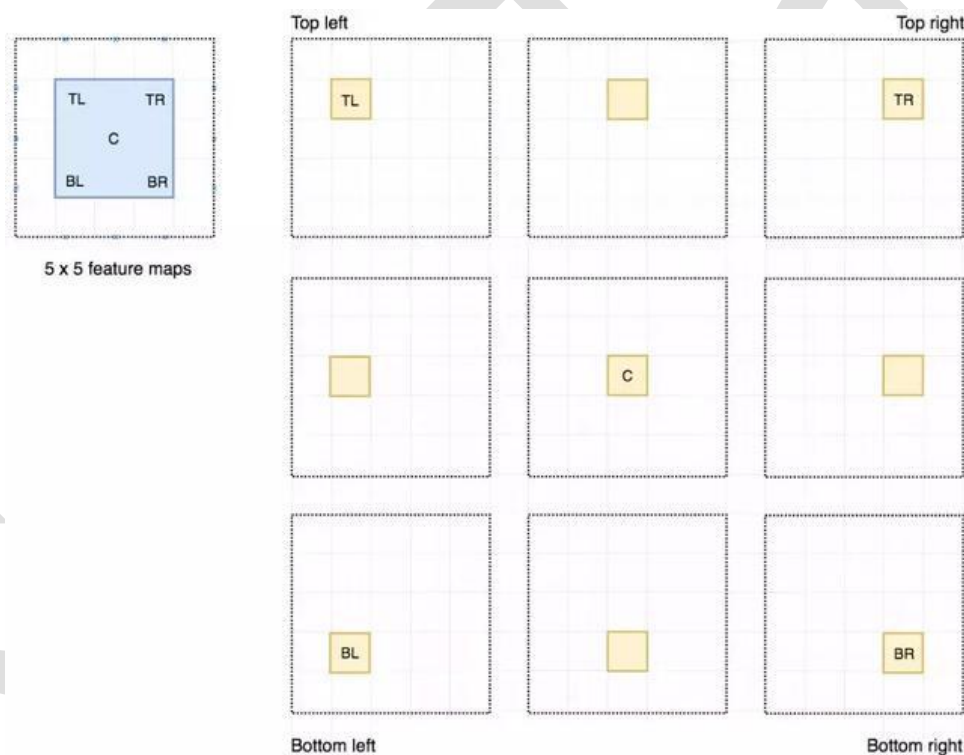 Top left
Top right
TL
TR
C
BL
BR
5 x 5 feature maps
TL
TR
C
BL
BR
Bottom left
Bottom right